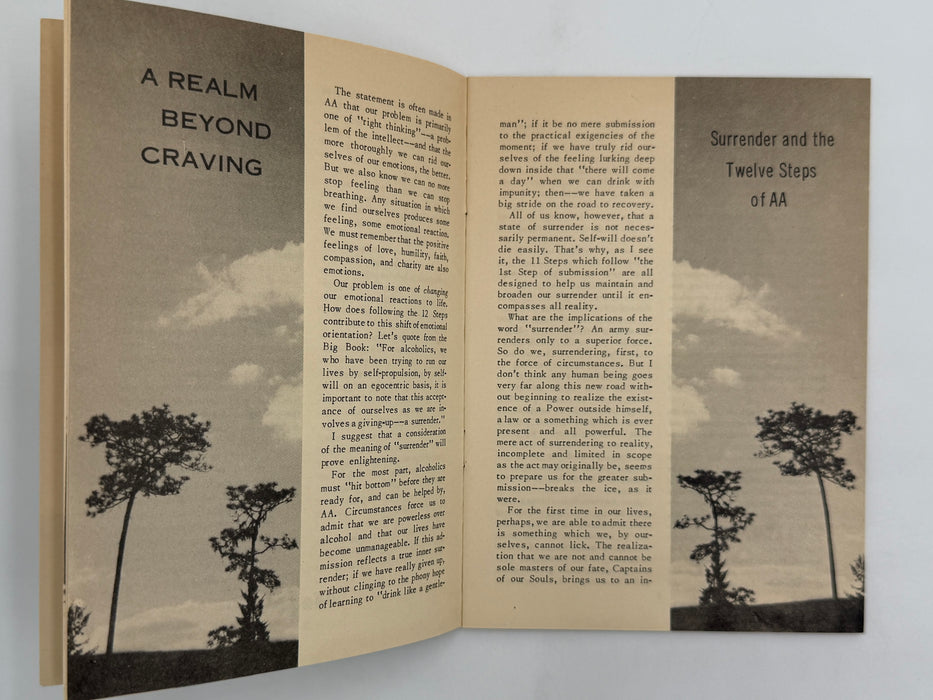 A REALM
BEYOND
CRAVING
The statement is often made in
AA that our problem is primarily
one of "right thinking"--a prob-
lem of the intellect--and that the
more thoroughly we can rid our-
selves of our emotions, the better.
But we also know we can no more
stop feeling than we can stop
breathing. Any situation in which
we find ourselves produces some
feeling, some emotional reaction.
We must remember that the positive
feelings of love, humility, faith,
compassion, and charity are also
emotions.
Our problem is one of changing
our emotional reactions to life.
How does following the 12 Steps
contribute to this shift of emotional
orientation? Let's quote from the
Big Book: "For alcoholics, we
who have been trying to run our
lives by self-propulsion, by self-
will on an egocentric basis, it is
important to note that this accept-
ance of ourselves as we are in-
volves a giving-up--a surrender."
I suggest that a consideration
of the meaning of "surrender" will
prove enlightening.
For the most part, alcoholics
must "hit bottom" before they are
ready for, and can be helped by,
AA. Circumstances force us to
admit that we are powerless over
alcohol and that our lives have
become unmanageable. If this ad-
mission reflects a true inner sur-
render; if we have really given up,
without clinging to the phony hope
of learning to "drink like a gentle-
man"; if it be no mere submission
to the practical exigencies of the
moment; if we have truly rid our-
selves of the feeling lurking deep
down inside that "there will come
a day" when we can drink with
impunity; then--we have taken a
big stride on the road to recovery.
All of us know, however, that a
state of surrender is not neces-
sarily permanent. Self-will doesn't
die easily. That's why, as I see
it, the 11 Steps which follow "the
1st Step of submission" are all
designed to help us maintain and
broaden our surrender until it en-
compasses all reality.
What are the implications of the
word "surrender"? An army sur-
renders only to a superior force.
So do we, surrendering, first, to
the force of circumstances. But I
don't think any human being goes
very far along this new road with-
out beginning to realize the exist-
ence of a Power outside himself,
a law or a something which is ever
present and all powerful. The
mere act of surrendering to reality,
incomplete and limited in scope
as the act may originally be, seems
to prepare us for the greater sub-
mission--breaks the ice, as it
were.
For the first time in our lives,
perhaps, we are able to admit there
is something which we, by our-
selves, cannot lick. The realiza-
tion that we are not and cannot be
sole masters of our fate, Captains
of our Souls, brings us to an in-
Surrender and the
Twelve Steps
of AA